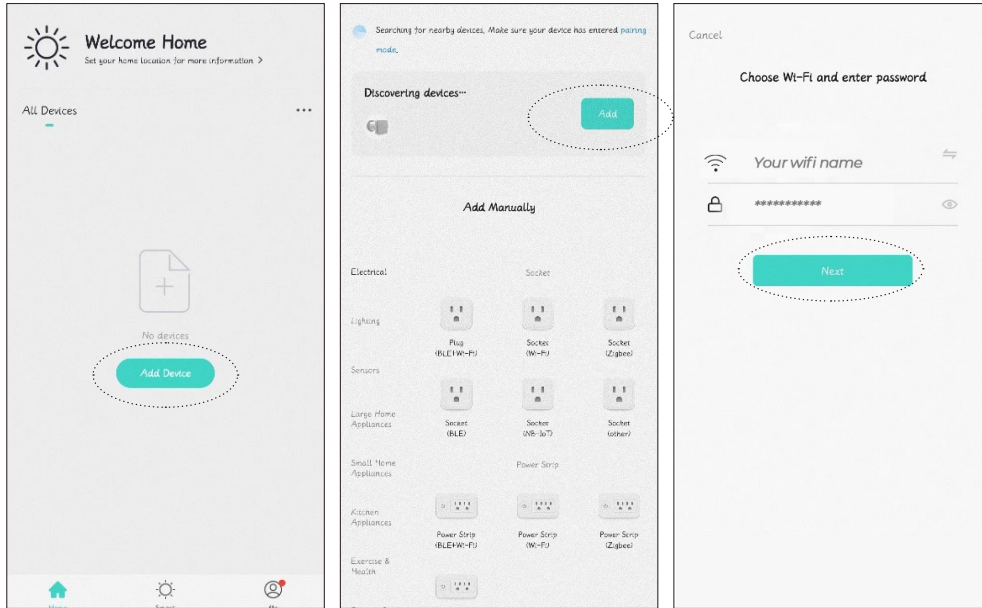 Welcome Home
Set your home location for more information >
All Devices
No devices
Add Device
Home
Smart
Me
Searching for nearby devices, Make sure your device has entered pairing
mode.
Discovering devices…
Add
Add Manually
Electrical
Socket
Lighting
Plug
(BLE+Wi-Fi)
Socket
(Wi-Fi)
Socket
(Zigbee)
Sensors
Large Home
Appliances
Socket
(BLE)
Socket
(NB-IoT)
Socket
(other)
Small Home
Appliances
Power Strip
Kitchen
Appliances
Power Strip
(BLE+Wi-Fi)
Power Strip
(Wi-Fi)
Power Strip
(Zigbee)
Exercise &
Health
Cancel
Choose Wi-Fi and enter password
Your wifi name
***********
Next